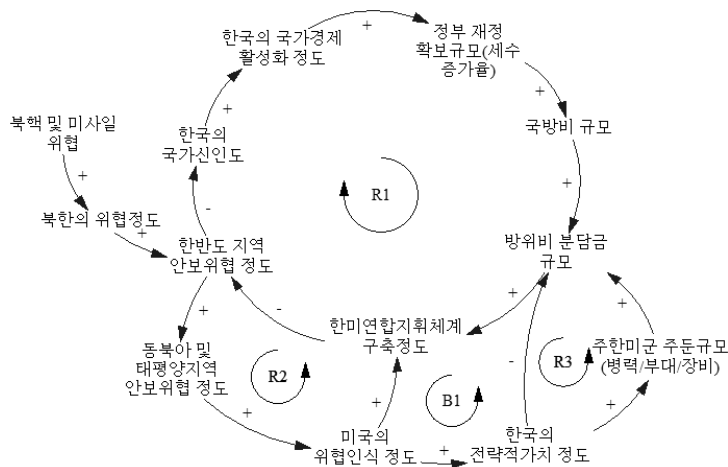 한국의 국가경제
활성화 정도
+
정부 재정
확보규모(세수
증가율)
+
북핵 및 미사일
위협
+
한국의
국가신인도
국방비 규모
+
+
R1
-
북한의 위협정도
+
한반도 지역
안보위협 정도
방위비 분담금
규모
+
-
+
+
한미연합지휘체계
구축정도
동북아 및
태평양지역
안보위협 정도
R2
-
R3
주한미군 주둔규모
(병력/부대/장비)
+
+
B1
미국의
위협인식 정도
+
한국의
전략적가치 정도
+